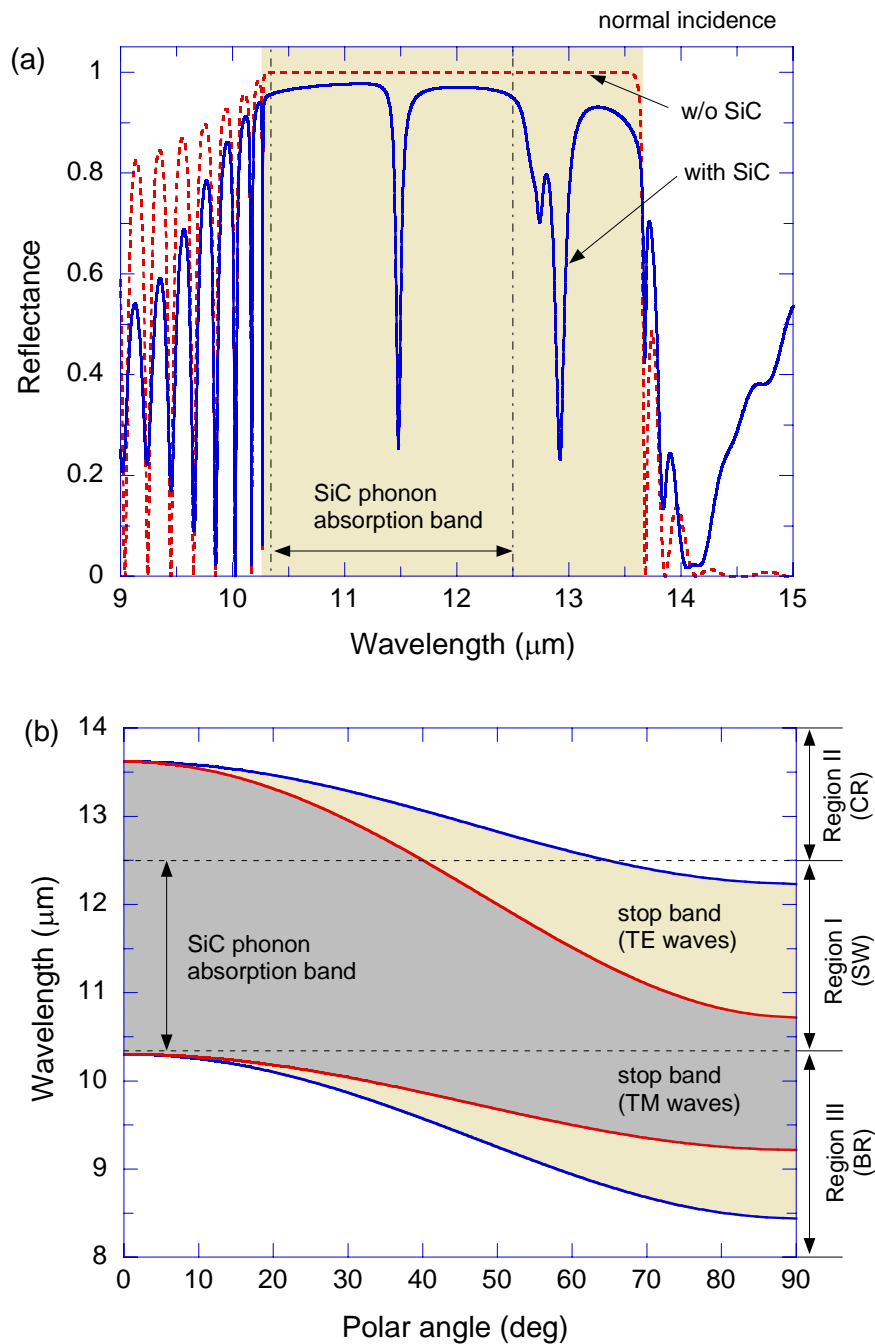 normal incidence
(a)
1
0.8
0.6
0.4
0.2
0
Reflectance
w/o SiC
with SiC
SiC phonon
absorption band
9 10 11 12 13 14 15
Wavelength (μm)
(b)
14
13
12
11
10
9
8
Wavelength (μm)
SiC phonon
absorption band
stop band
(TE waves)
stop band
(TM waves)
Region II
(CR)
Region I
(SW)
Region III
(BR)
0 10 20 30 40 50 60 70 80 90
Polar angle (deg)